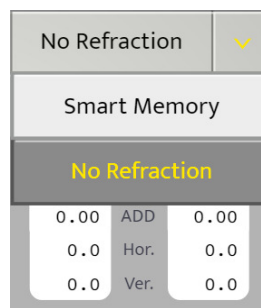 No Refraction
Smart Memory
No Refraction
0.00 ADD 0.00
0.0 Hor. 0.0
0.0 Ver. 0.0